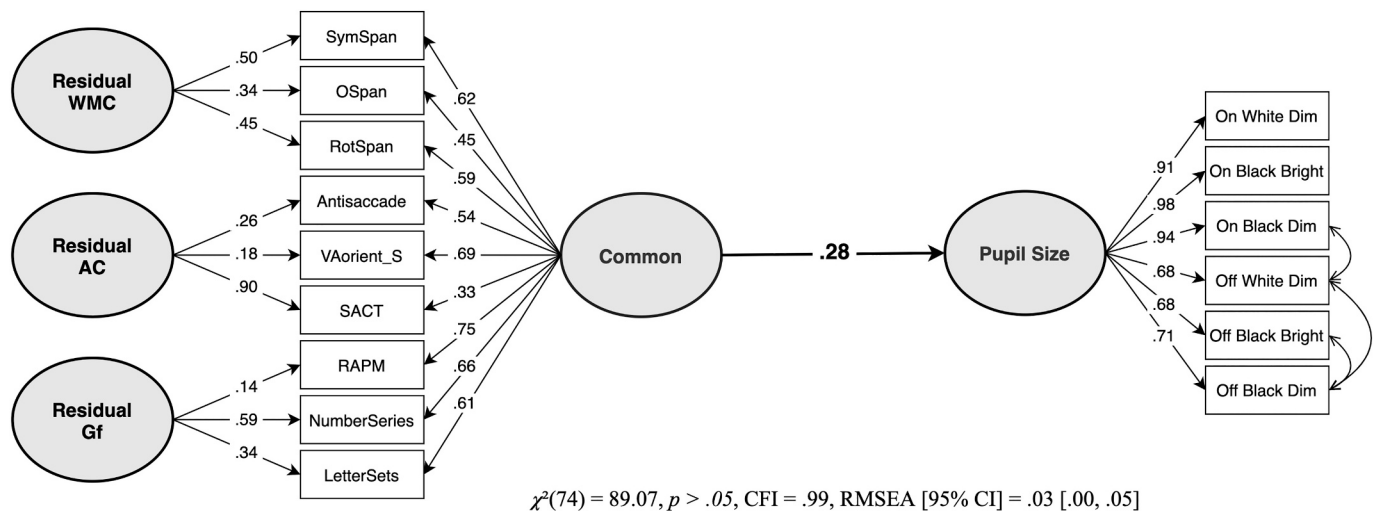 Residual
WMC
Residual
AC
Residual
Gf
.50
.34
.45
.26
.18
.90
.14
.59
.34
SymSpan
OSpan
RotSpan
Antisaccade
VAorient_S
SACT
RAPM
NumberSeries
LetterSets
.62
.45
.59
.54
.69
.33
.75
.66
.61
Common
.28
Pupil Size
.91
.98
.94
.68
.68
.71
On White Dim
On Black Bright
On Black Dim
Off White Dim
Off Black Bright
Off Black Dim
χ²(74) = 89.07, p > .05, CFI = .99, RMSEA [95% CI] = .03 [.00, .05]